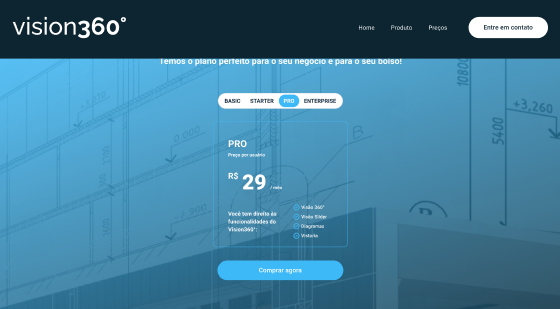 vision360°
Home
Produto
Preços
Entre em contato
Temos o plano perfeito para o seu negócio e para o seu bolso!
BASIC
STARTER
PRO
ENTERPRISE
PRO
Preço por usuário
R$ 29 / mês
Você tem direito às
funcionalidades do
Vision360°:
Visão 360°
Visão Slider
Diagramas
Vistoria
Comprar agora
10800
5400
+3,260
B